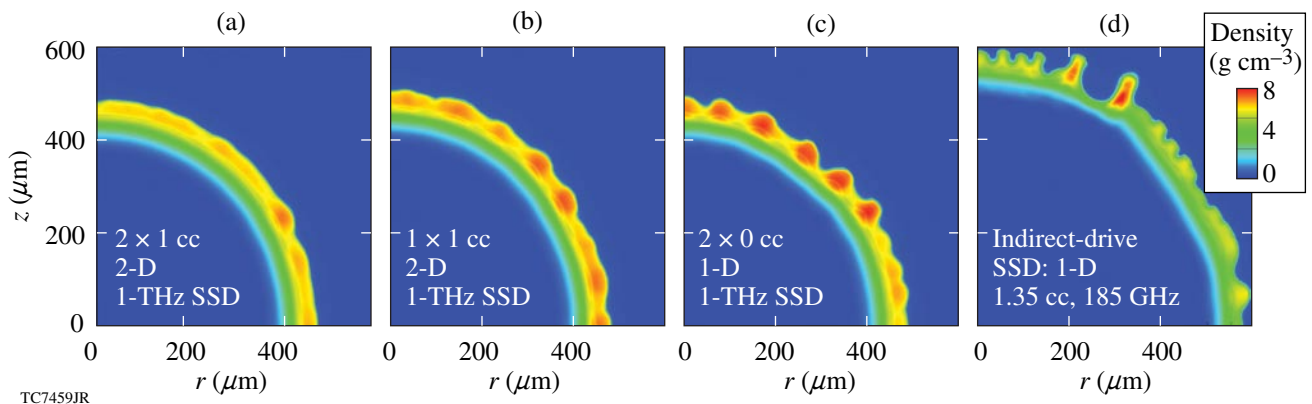 (a) (b) (c) (d)
Density
(g cm–3)
8
4
0
600
400
200
0
z (μm)
2 × 1 cc
2-D
1-THz SSD
1 × 1 cc
2-D
1-THz SSD
2 × 0 cc
1-D
1-THz SSD
Indirect-drive
SSD: 1-D
1.35 cc, 185 GHz
0 200 400 0 200 400 0 200 400 0 200 400
r (μm) r (μm) r (μm) r (μm)
TC7459JR